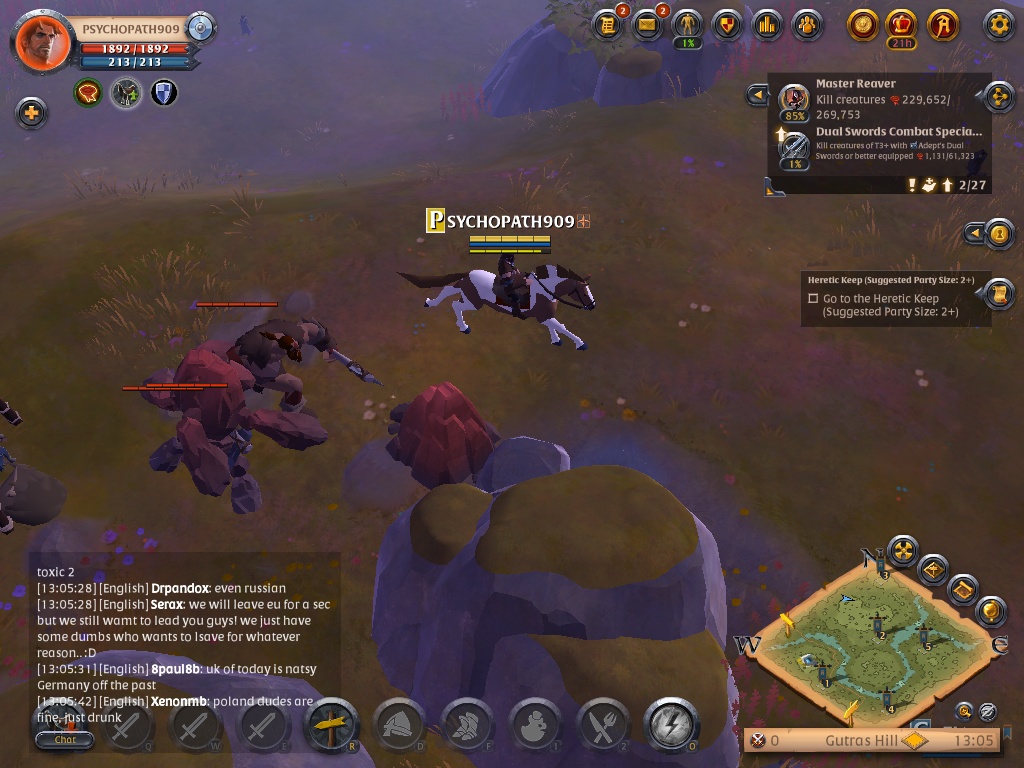 PSYCHOPATH909
1892 / 1892
213 / 213
2
2
1%
21h
Master Reaver
Kill creatures 229,652/
269,753
85%
Dual Swords Combat Specia...
Kill creatures of T3+ with Adept's Dual
Swords or better equipped 1,131/61,323
1%
2/27
PSYCHOPATH909
Heretic Keep (Suggested Party Size: 2+)
Go to the Heretic Keep
(Suggested Party Size: 2+)
toxic 2
[13:05:28] [English] Drpandox: even russian
[13:05:28] [English] Serax: we will leave eu for a sec
but we still wamt to lead you guys! we just have
some dumbs who wants to lsave for whatever
reason..:D
[13:05:31] [English] 8paul8b: uk of today is natsy
Germany off the past
[13:05:42] [English] Xenonmb: poland dudes are
fine, just drunk
Chat
Q
W
E
R
D
F
1
2
O
N
W
E
3
2
5
1
4
0
Gutras Hill
13:05